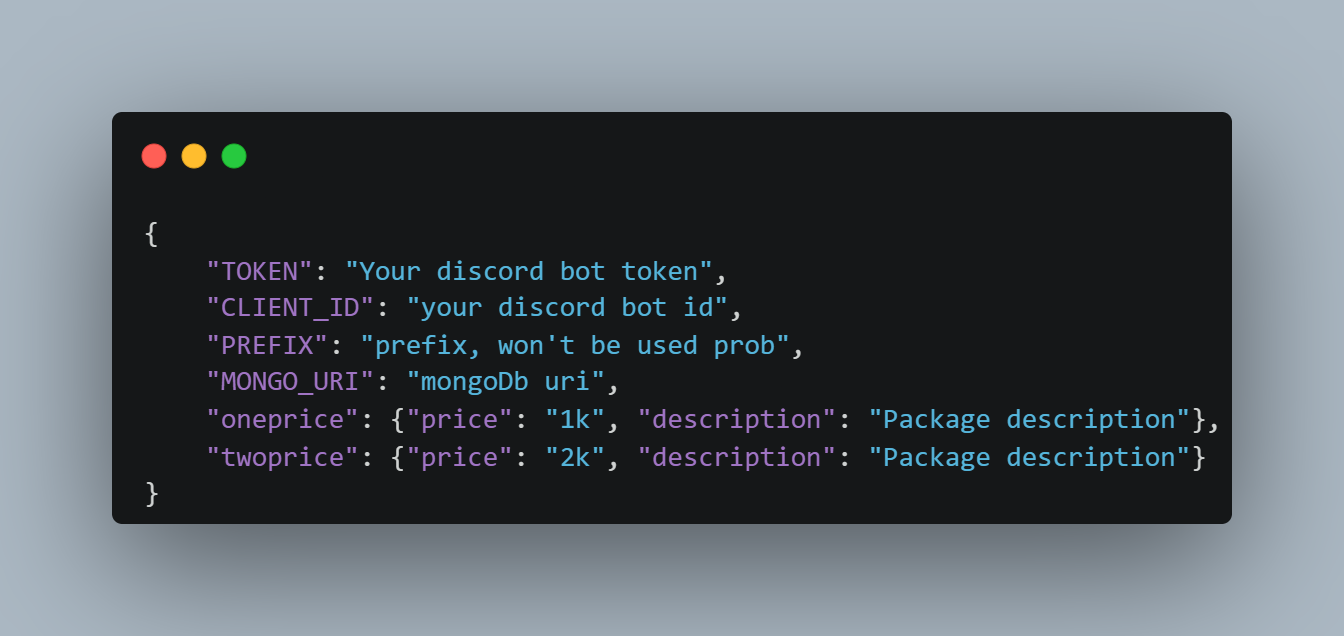 {
    "TOKEN": "Your discord bot token",
    "CLIENT_ID": "your discord bot id",
    "PREFIX": "prefix, won't be used prob",
    "MONGO_URI": "mongoDb uri",
    "oneprice": {"price": "1k", "description": "Package description"},
    "twoprice": {"price": "2k", "description": "Package description"}
}